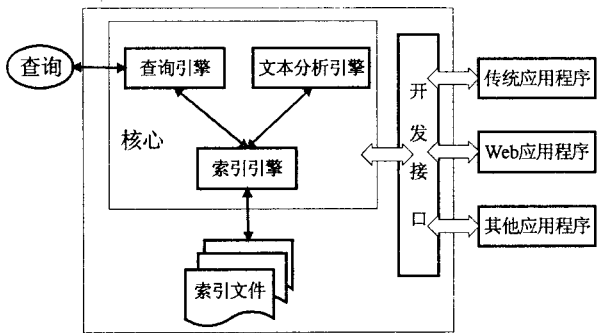 查询
查询引擎
文本分析引擎
核心
索引引擎
索引文件
开发接口
传统应用程序
Web应用程序
其他应用程序